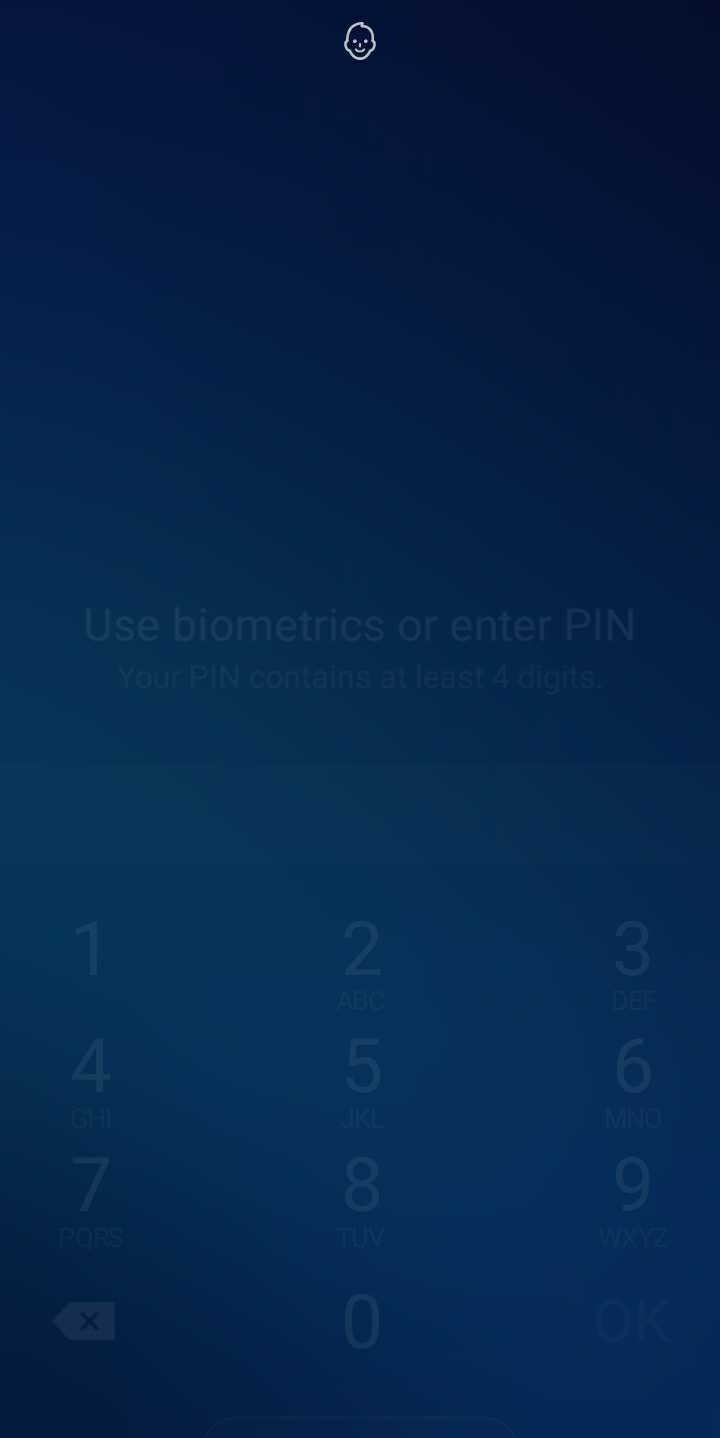 Use biometrics or enter PIN
Your PIN contains at least 4 digits.
1 2 3
ABC DEF
4 5 6
GHI JKL MNO
7 8 9
PQRS TUV WXYZ
0 OK